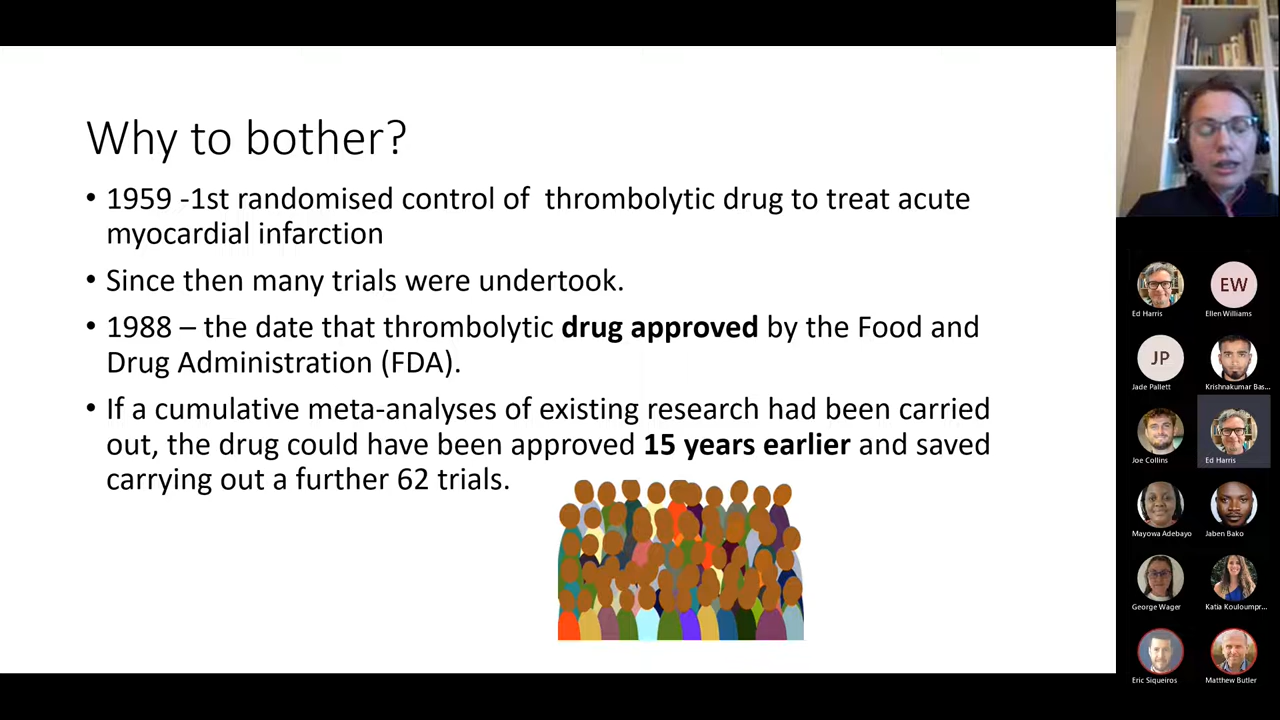 Why to bother?
• 1959 -1st randomised control of  thrombolytic drug to treat acute
myocardial infarction
• Since then many trials were undertook.
• 1988 – the date that thrombolytic drug approved by the Food and
Drug Administration (FDA).
• If a cumulative meta-analyses of existing research had been carried
out, the drug could have been approved 15 years earlier and saved
carrying out a further 62 trials.
Ed Harris
EW
Ellen Williams
JP
Jade Pallett
Krishnakumar Bas...
Joe Collins
Ed Harris
Mayowa Adebayo
Jaben Bako
George Wager
Katia Kouloumpr...
Eric Siqueiros
Matthew Butler